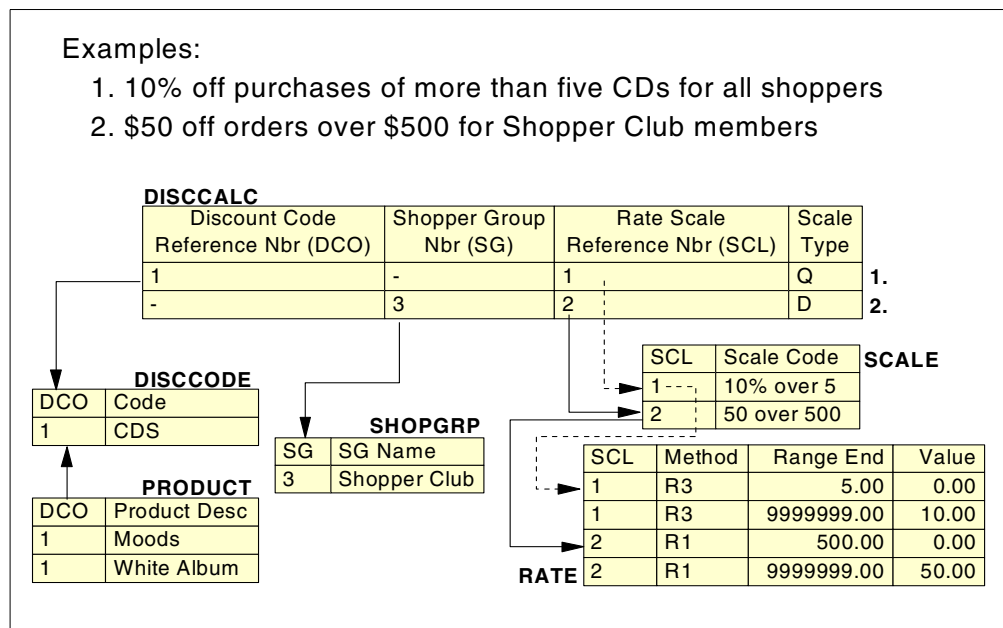 Examples:
1. 10% off purchases of more than five CDs for all shoppers
2. $50 off orders over $500 for Shopper Club members
DISCCALC
Discount Code Reference Nbr (DCO) Shopper Group Nbr (SG) Rate Scale Reference Nbr (SCL) Scale Type
1 - 1 Q 1.
- 3 2 D 2.
SCALE
SCL Scale Code
1 10% over 5
2 50 over 500
DISCCODE
DCO Code
1 CDS
SHOPGRP
SG SG Name
3 Shopper Club
PRODUCT
DCO Product Desc
1 Moods
1 White Album
RATE
SCL Method Range End Value
1 R3 5.00 0.00
1 R3 9999999.00 10.00
2 R1 500.00 0.00
2 R1 9999999.00 50.00